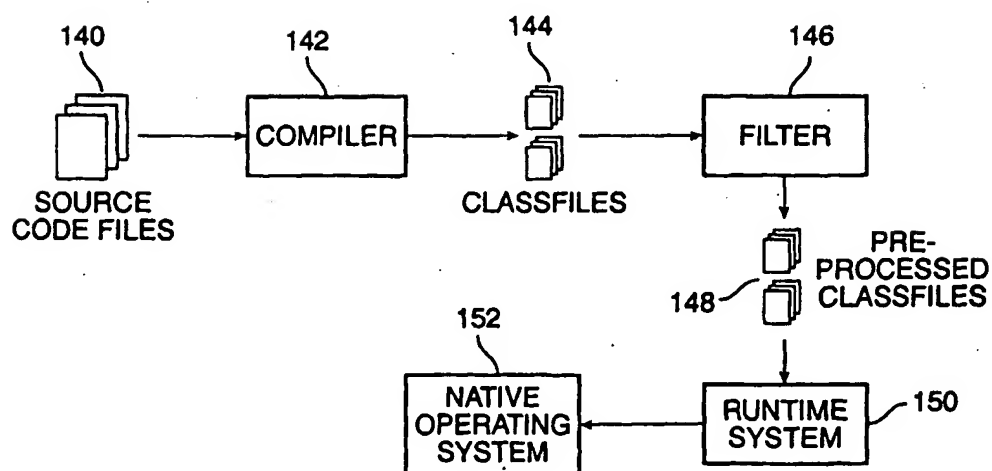 140
142
144
146
COMPILER
FILTER
SOURCE
CODE FILES
CLASSFILES
PRE-
PROCESSED
CLASSFILES
148
152
NATIVE
OPERATING
SYSTEM
RUNTIME
SYSTEM
150